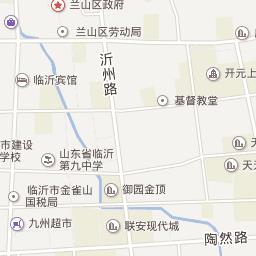 兰山区政府
兰山区劳动局
沂州路
临沂宾馆
开元上
基督教堂
市建设
学校
山东省临沂
第九中学
天元
天
临沂市金雀山
国税局
御园金顶
九州超市
联安现代城
陶然路